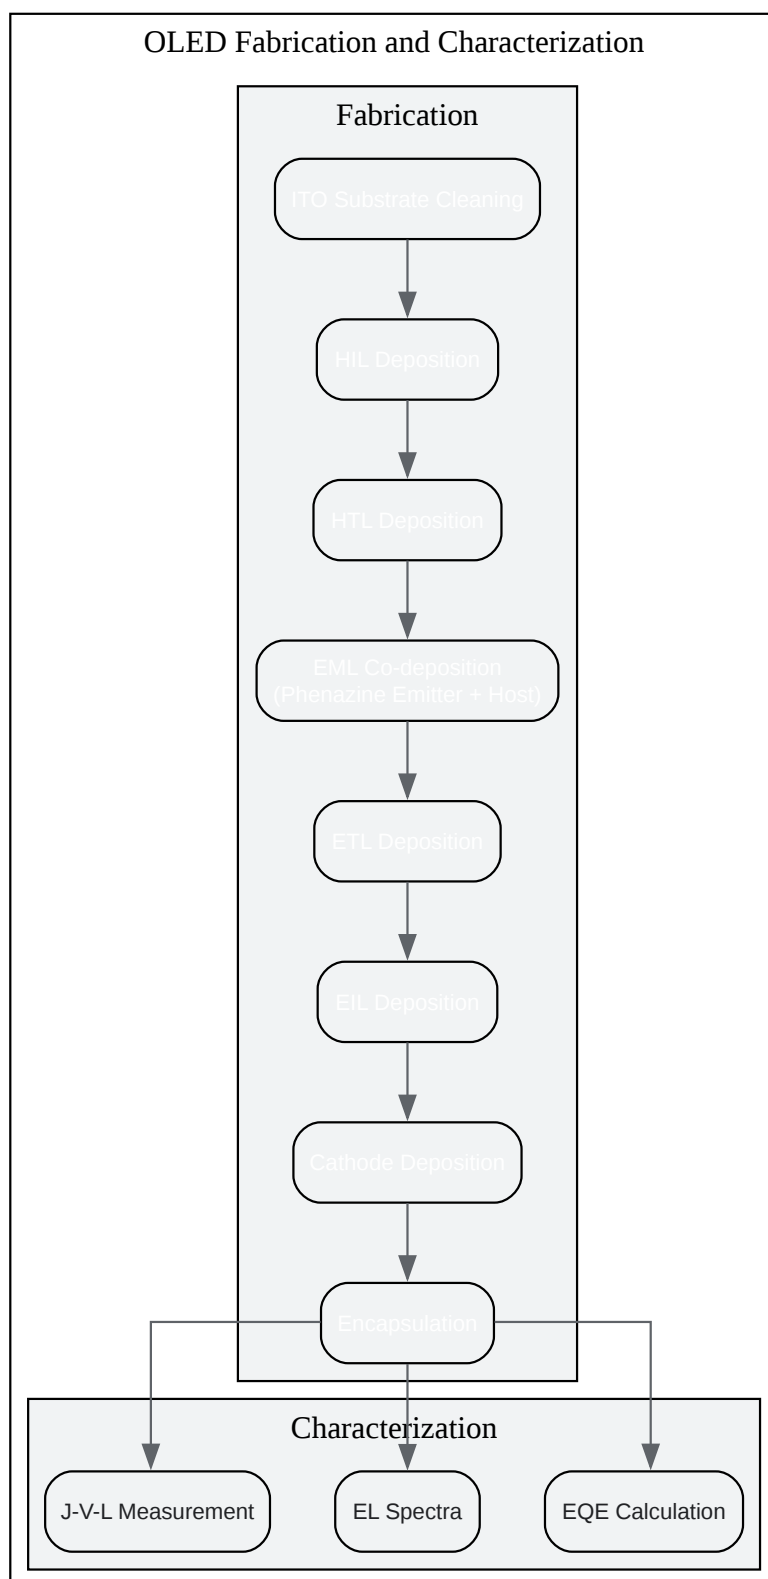 OLED Fabrication and Characterization
Fabrication
ITO Substrate Cleaning
HIL Deposition
HTL Deposition
EML Co-deposition
(Phenazine Emitter + Host)
ETL Deposition
EIL Deposition
Cathode Deposition
Encapsulation
Characterization
J-V-L Measurement
EL Spectra
EQE Calculation